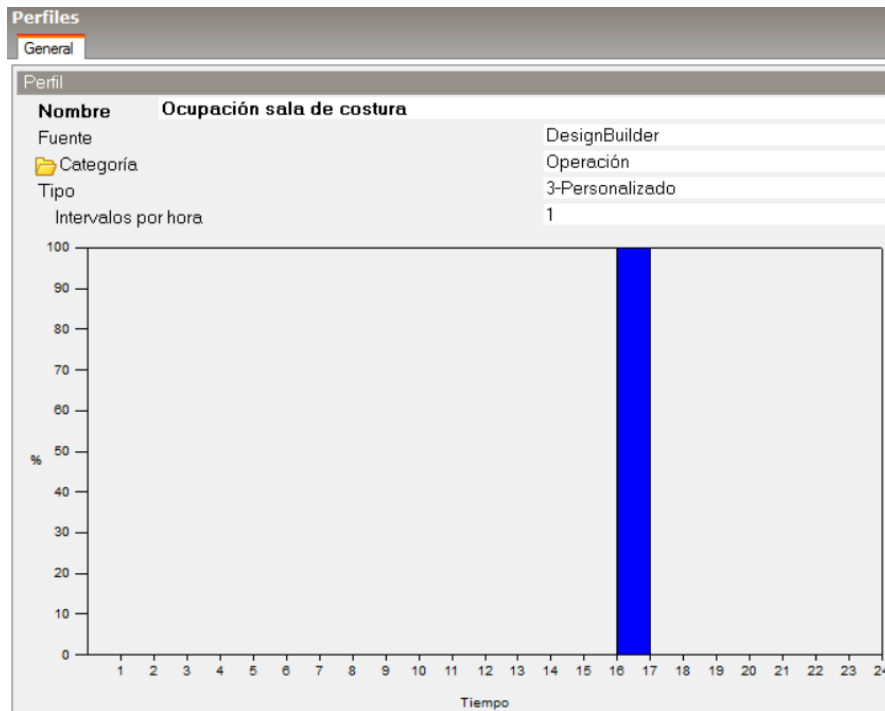 Perfiles
General
Perfil
Nombre Ocupación sala de costura
Fuente DesignBuilder
Categoría Operación
Tipo 3-Personalizado
Intervalos por hora 1
100
90
80
70
60
% 50
40
30
20
10
0
1 2 3 4 5 6 7 8 9 10 11 12 13 14 15 16 17 18 19 20 21 22 23 24
Tiempo